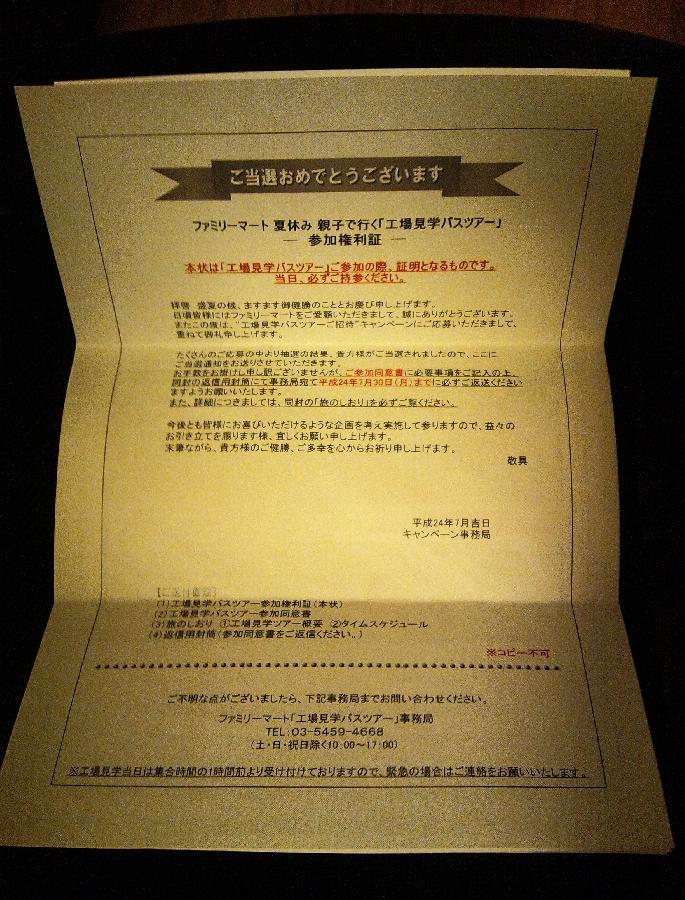 ご当選おめでとうございます
ファミリーマート 夏休み 親子で行く「工場見学バスツアー」
― 参加権利証 ―
本状は「工場見学バスツアー」ご参加の際、証明となるものです。
当日、必ずご持参ください。
拝啓 盛夏の候、ますます御健勝のこととお慶び申し上げます。
日頃皆様にはファミリーマートをご愛顧いただきまして、誠にありがとうございます。
またこの度は、"工場見学バスツアーご招待"キャンペーンにご応募いただきまして、
重ねて御礼申し上げます。
たくさんのご応募の中より抽選の結果、貴方様がご当選されましたので、ここに
ご当選通知をお送りさせていただきます。
お手数をお掛けし申し訳ございませんが、ご参加同意書に必要事項をご記入の上、
同封の返信用封筒にて事務局宛て平成24年7月30日(月)までに必ずご返送ください
ますようお願いいたします。
また、詳細につきましては、同封の「旅のしおり」を必ずご覧ください。
今後とも皆様にお喜びいただけるような企画を考え実施して参りますので、益々の
お引き立てを賜ります様、宜しくお願い申し上げます。
末筆ながら、貴方様のご健勝、ご多幸を心からお祈り申し上げます。
敬具
平成24年7月吉日
キャンペーン事務局
(1)工場見学バスツアー参加権利証(本状)
(2)工場見学バスツアー参加同意書
(3)旅のしおり ①工場見学ツアー概要 ②タイムスケジュール
(4)返信用封筒(参加同意書をご返信ください。)
※コピー不可
ご不明な点がございましたら、下記事務局までお問い合わせください。
ファミリーマート「工場見学バスツアー」事務局
TEL:03-5459-4668
(土・日・祝日除く10:00～17:00)
※工場見学当日は集合時間の1時間前より受け付けておりますので、緊急の場合はご連絡をお願いいたします。